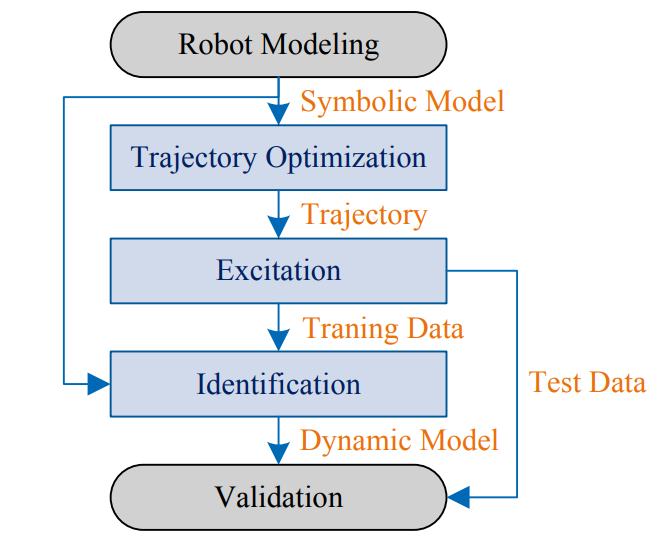 Robot Modeling
Symbolic Model
Trajectory Optimization
Trajectory
Excitation
Traning Data
Identification
Test Data
Dynamic Model
Validation